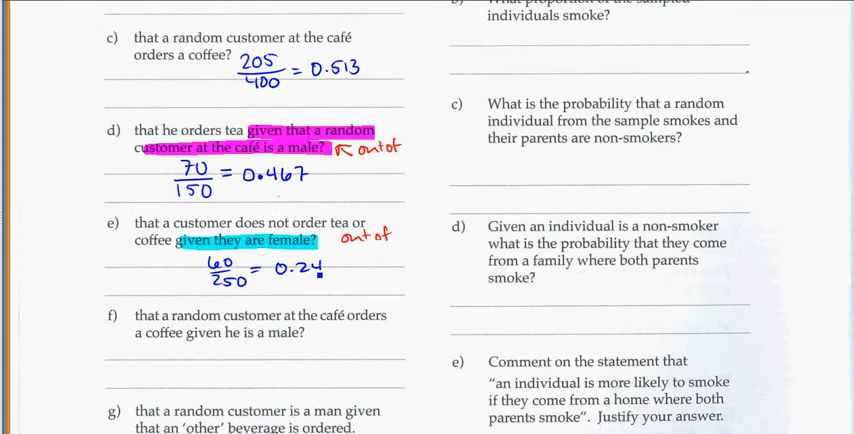 c) that a random customer at the café
orders a coffee?
205/400 = 0.513
d) that he orders tea given that a random
customer at the café is a male? ↖ out of
70/150 = 0.467
e) that a customer does not order tea or
coffee given they are female? out of
60/250 = 0.24
f) that a random customer at the café orders
a coffee given he is a male?
g) that a random customer is a man given
that an ‘other’ beverage is ordered.
individuals smoke?
c) What is the probability that a random
individual from the sample smokes and
their parents are non-smokers?
d) Given an individual is a non-smoker
what is the probability that they come
from a family where both parents
smoke?
e) Comment on the statement that
“an individual is more likely to smoke
if they come from a home where both
parents smoke”. Justify your answer.